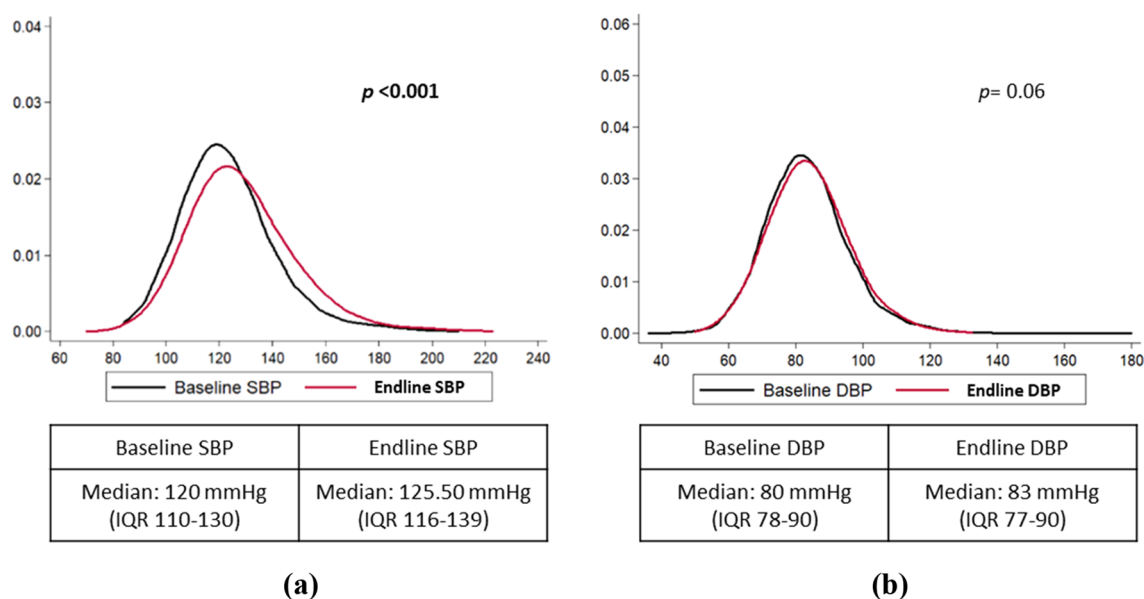 0.04
0.03
0.02
0.01
0.00
p <0.001
60 80 100 120 140 160 180 200 220 240
Baseline SBP Endline SBP
Baseline SBP Endline SBP
Median: 120 mmHg Median: 125.50 mmHg
(IQR 110-130) (IQR 116-139)
(a)
0.06
0.05
0.04
0.03
0.02
0.01
0.00
p= 0.06
40 60 80 100 120 140 160 180
Baseline DBP Endline DBP
Baseline DBP Endline DBP
Median: 80 mmHg Median: 83 mmHg
(IQR 78-90) (IQR 77-90)
(b)